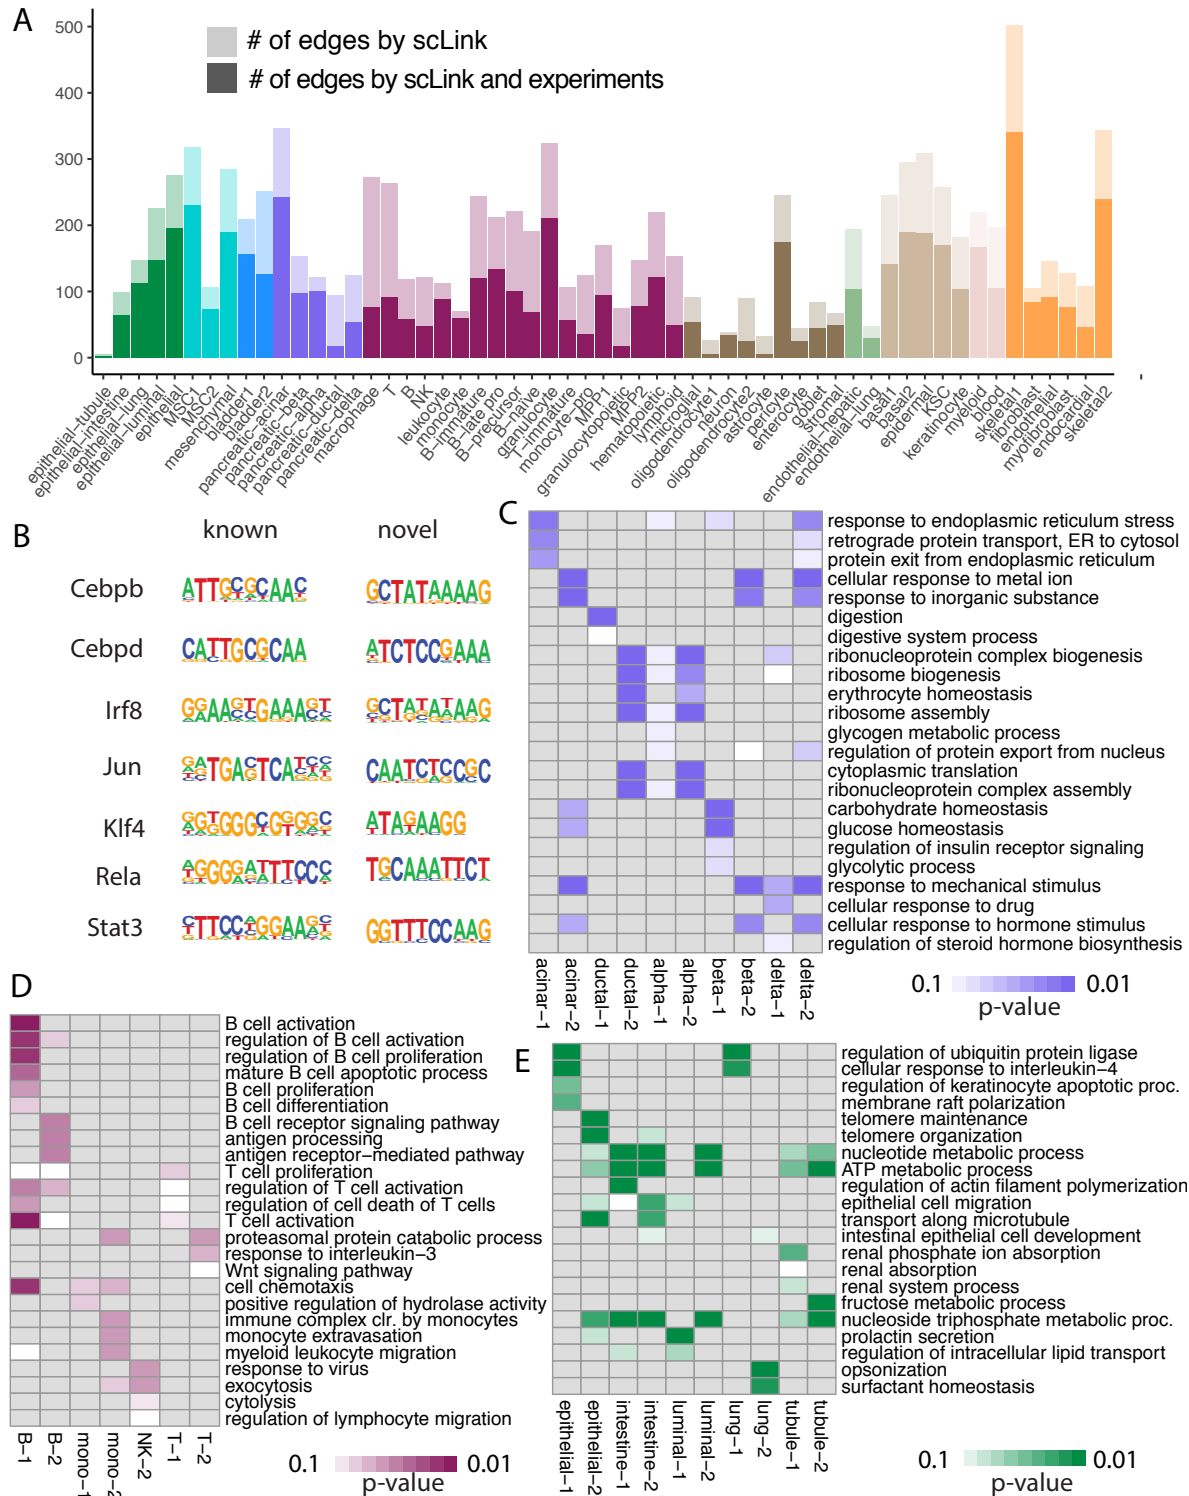 A
500
400
300
200
100
0
# of edges by scLink
# of edges by scLink and experiments
epithelial−tubule
epithelial−intestine
epithelial−lung
epithelial−luminal
epithelial
MSC1
MSC2
mesenchymal
bladder1
bladder2
pancreatic−acinar
pancreatic−beta
pancreatic−alpha
pancreatic−ductal
pancreatic−delta
macrophage
T
B
NK
leukocyte
monocyte
B−immature
B−late pro
B−precursor
B−naive
granulocyte
T−immature
monocyte−pro
MPP1
granulocytopoietic
MPP2
hematopoietic
lymphoid
microglial
oligodendrocyte1
neuron
oligodendrocyte2
astrocyte
pericyte
enterocyte
goblet
stromal
endothelial−hepatic
endothelial−lung
basal1
basal2
epidermal
KSC
keratinocyte
myeloid
blood
skeletal1
fibroblast
endothelial
myofibroblast
endocardial
skeletal2
B
known
novel
Cebpb
ATTGCGCAAC
GCTATAAAAG
Cebpd
CATTGCGCAA
ATCTCCGAAA
Irf8
GGAAGTGAAAGT
GCTATATAAG
Jun
CAATCTCCGC
Klf4
ATAGAAGG
Rela
TGCAAATTCT
Stat3
GGTTTCCAAG
C
response to endoplasmic reticulum stress
retrograde protein transport, ER to cytosol
protein exit from endoplasmic reticulum
cellular response to metal ion
response to inorganic substance
digestion
digestive system process
ribonucleoprotein complex biogenesis
ribosome biogenesis
erythrocyte homeostasis
ribosome assembly
glycogen metabolic process
regulation of protein export from nucleus
cytoplasmic translation
ribonucleoprotein complex assembly
carbohydrate homeostasis
glucose homeostasis
regulation of insulin receptor signaling
glycolytic process
response to mechanical stimulus
cellular response to drug
cellular response to hormone stimulus
regulation of steroid hormone biosynthesis
acinar−1
acinar−2
ductal−1
ductal−2
alpha−1
alpha−2
beta−1
beta−2
delta−1
delta−2
0.1
0.01
p-value
D
B cell activation
regulation of B cell activation
regulation of B cell proliferation
mature B cell apoptotic process
B cell proliferation
B cell differentiation
B cell receptor signaling pathway
antigen processing
antigen receptor−mediated pathway
T cell proliferation
regulation of T cell activation
regulation of cell death of T cells
T cell activation
proteasomal protein catabolic process
response to interleukin−3
Wnt signaling pathway
cell chemotaxis
positive regulation of hydrolase activity
immune complex clr. by monocytes
monocyte extravasation
myeloid leukocyte migration
response to virus
exocytosis
cytolysis
regulation of lymphocyte migration
B−1
B−2
mono−1
mono−2
NK−2
T−1
T−2
0.1
0.01
p-value
E
regulation of ubiquitin protein ligase
cellular response to interleukin−4
regulation of keratinocyte apoptotic proc.
membrane raft polarization
telomere maintenance
telomere organization
nucleotide metabolic process
ATP metabolic process
regulation of actin filament polymerization
epithelial cell migration
transport along microtubule
intestinal epithelial cell development
renal phosphate ion absorption
renal absorption
renal system process
fructose metabolic process
nucleoside triphosphate metabolic proc.
prolactin secretion
regulation of intracellular lipid transport
opsonization
surfactant homeostasis
epithelial−1
epithelial−2
intestine−1
intestine−2
luminal−1
luminal−2
lung−1
lung−2
tubule−1
tubule−2
0.1
0.01
p-value